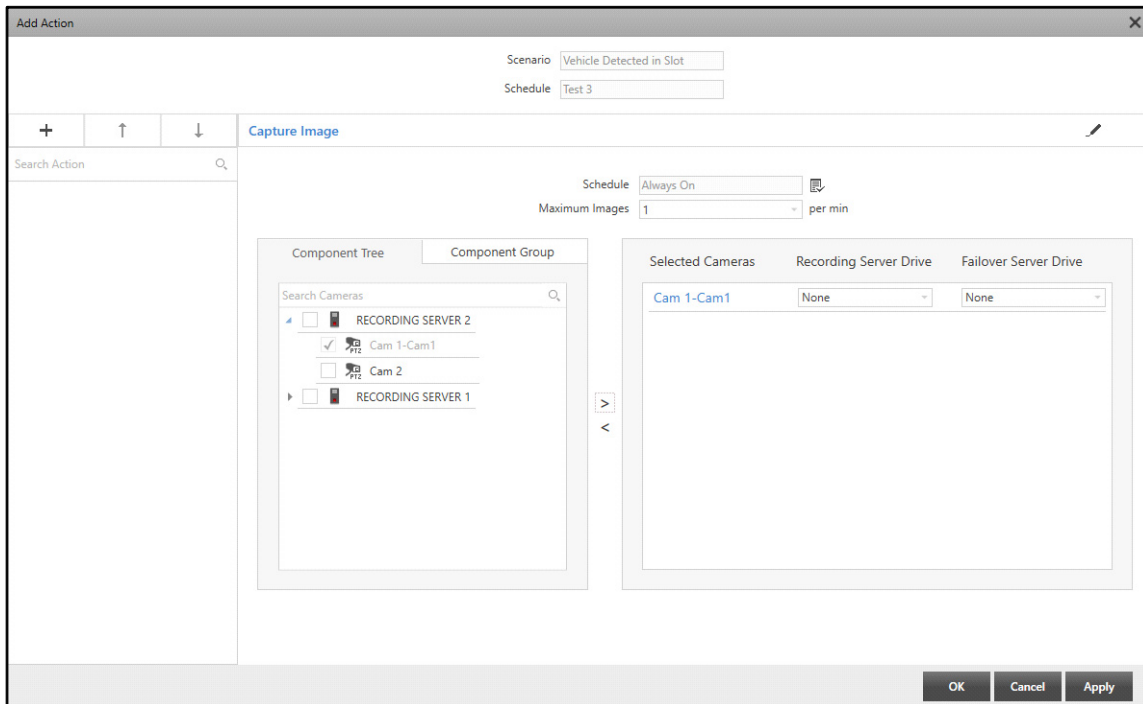 Add Action
Scenario Vehicle Detected in Slot
Schedule Test 3
Capture Image
Search Action
Schedule Always On
Maximum Images 1 per min
Component Tree Component Group
Search Cameras
RECORDING SERVER 2
Cam 1-Cam1
PTZ
Cam 2
PTZ
RECORDING SERVER 1
>
<
Selected Cameras Recording Server Drive Failover Server Drive
Cam 1-Cam1 None None
OK Cancel Apply